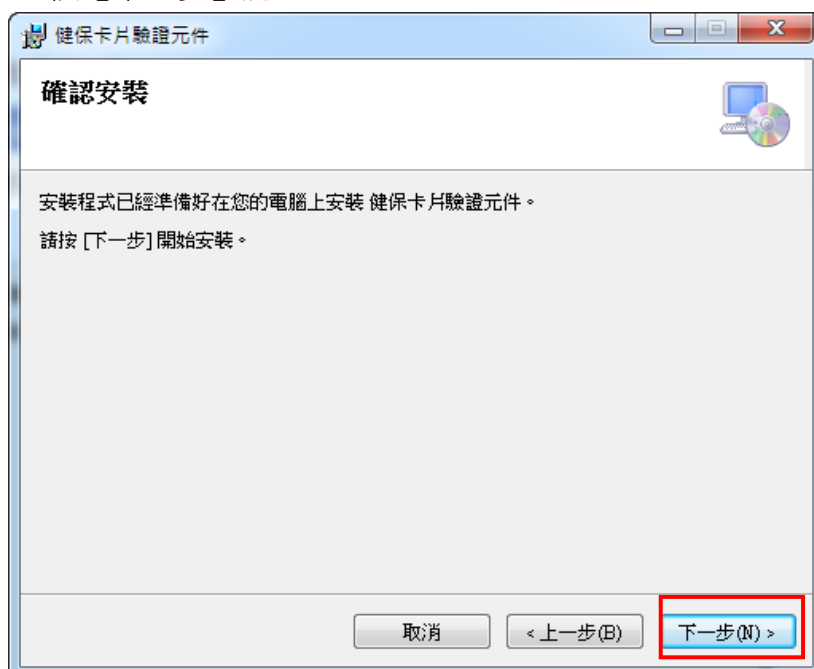 健保卡片驗證元件
確認安裝
安裝程式已經準備好在您的電腦上安裝 健保卡片驗證元件。
請按 [下一步] 開始安裝。
取消
<上一步(B)
下一步(N) >